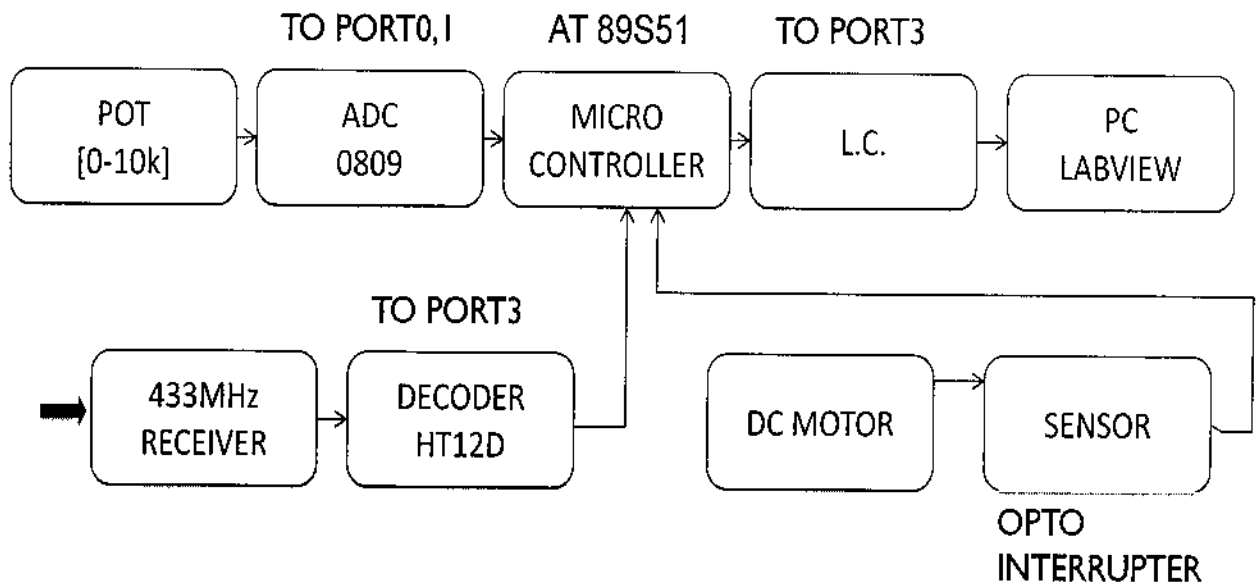 TO PORT0,1
AT 89S51
TO PORT3
POT
[0-10k]
ADC
0809
MICRO
CONTROLLER
L.C.
PC
LABVIEW
TO PORT3
433MHz
RECEIVER
DECODER
HT12D
DC MOTOR
SENSOR
OPTO
INTERRUPTER